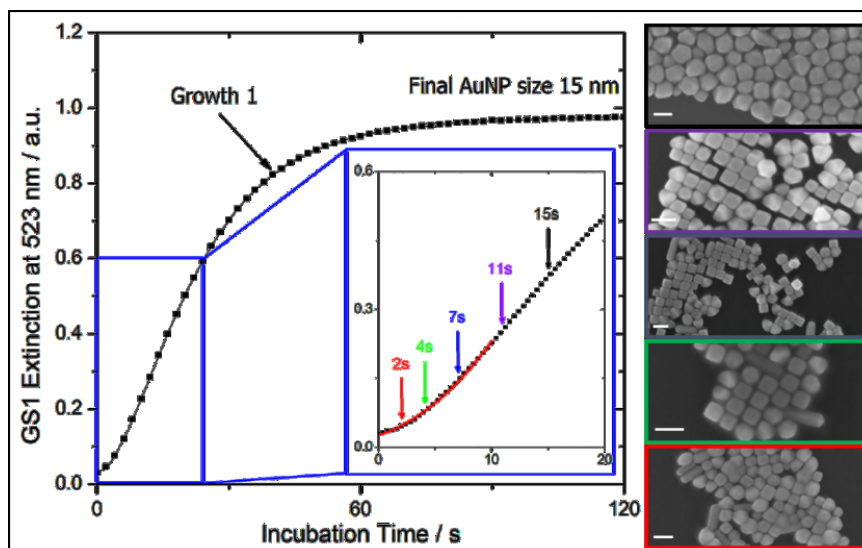 1.2
1.0
0.8
0.6
0.4
0.2
0.0
0
60
120
GS1 Extinction at 523 nm / a.u.
Incubation Time / s
Growth 1
Final AuNP size 15 nm
0.6
0.3
0.0
0
10
20
2s
4s
7s
11s
15s